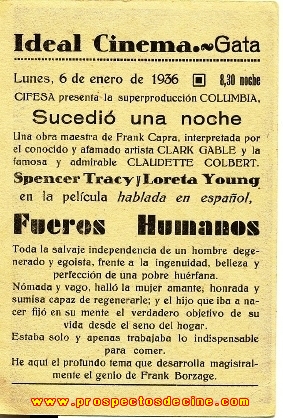 Ideal Cinema.~Gata
Lunes, 6 de enero de 1936 8,30 noche
CIFESA presenta la superproducción COLUMBIA,
Sucedió una noche
Una obra maestra de Frank Capra, interpretada por
el conocido y afamado artista CLARK GABLE y la
famosa y admirable CLAUDETTE COLBERT.
Spencer Tracy y Loreta Young
en la película hablada en español,
Fueros Humanos
Toda la salvaje independencia de un hombre dege-
nerado y egoista, frente a la ingenuidad, belleza y
perfección de una pobre huérfana.
Nómada y vago, halló la mujer amante, honrada y
sumisa capaz de regenerarle; y el hijo que iba a na-
cer fijó en su mente el verdadero objetivo de su
vida desde el seno del hogar.
Estaba solo y apenas trabajaba lo indispensable
para comer.
He aquí el profundo tema que desarrolla magistral-
mente el genio de Frank Borzage.
www.prospectosdecine.com